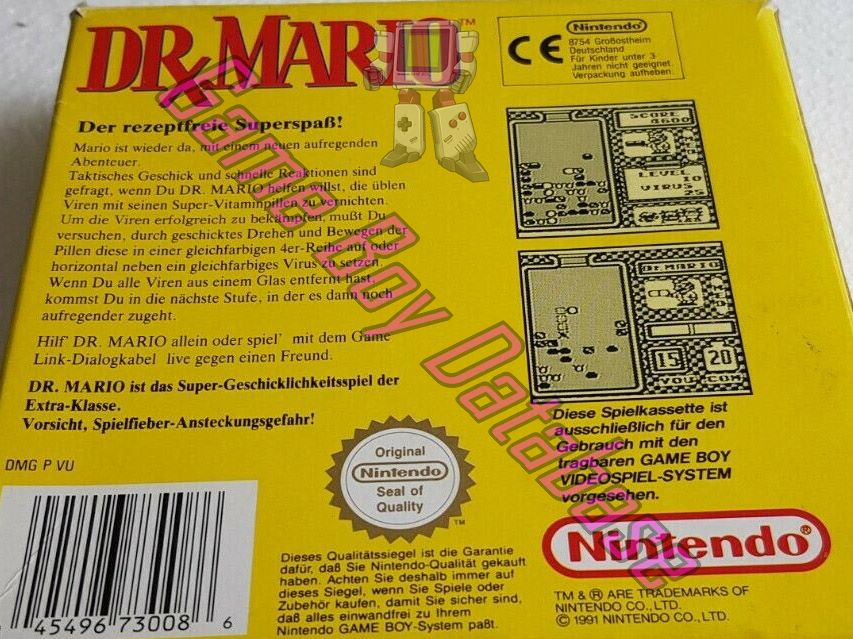 DR. MARIO™
Nintendo
8754 Großostheim
Deutschland
Für Kinder unter 3
Jahren nicht geeignet.
Verpackung aufheben.
CE
Der rezeptfreie Superspaß!
Mario ist wieder da, mit einem neuen aufregenden
Abenteuer.
Taktisches Geschick und schnelle Reaktionen sind
gefragt, wenn Du DR. MARIO helfen willst, die üblen
Viren mit seinen Super-Vitaminpillen zu vernichten.
Um die Viren erfolgreich zu bekämpfen, mußt Du
versuchen, durch geschicktes Drehen und Bewegen der
Pillen diese in einer gleichfarbigen 4er-Reihe auf oder
horizontal neben ein gleichfarbiges Virus zu setzen.
Wenn Du alle Viren aus einem Glas entfernt hast,
kommst Du in die nächste Stufe, in der es dann noch
aufregender zugeht.
Hilf' DR. MARIO allein oder spiel' mit dem Game
Link-Dialogkabel live gegen einen Freund.
DR. MARIO ist das Super-Geschicklichkeitsspiel der
Extra-Klasse.
Vorsicht, Spielfieber-Ansteckungsgefahr!
SCORE
4600
LEVEL
10
VIRUS
25
DR.MARIO
15 20
YOU COM
Diese Spielkassette ist
ausschließlich für den
Gebrauch mit den
tragbaren GAME BOY
VIDEOSPIEL-SYSTEM
vorgesehen.
DMG P VU
45496 73008 6
Original
Nintendo
Seal of
Quality
™
Dieses Qualitätssiegel ist die Garantie
dafür, daß Sie Nintendo-Qualität gekauft
haben. Achten Sie deshalb immer auf
dieses Siegel, wenn Sie Spiele oder
Zubehör kaufen, damit Sie sicher sind,
daß alles einwandfrei zu Ihrem
Nintendo GAME BOY-System paßt.
Nintendo®
TM & ® ARE TRADEMARKS OF
NINTENDO CO., LTD.
© 1991 NINTENDO CO., LTD.
Game Boy Database